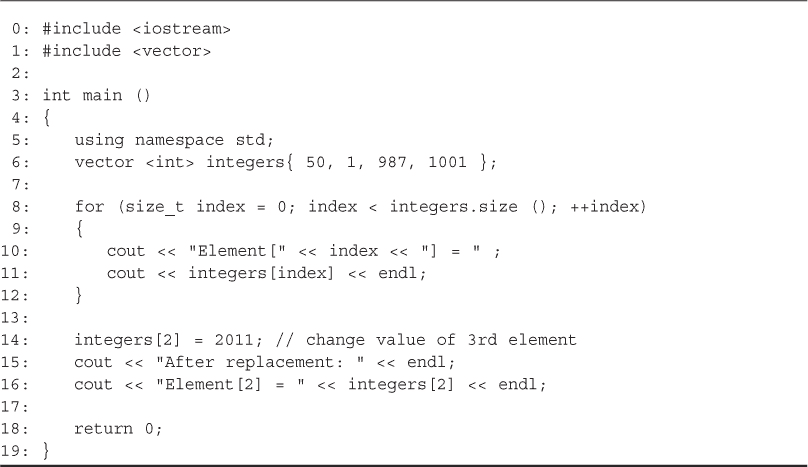 0: #include <iostream>
1: #include <vector>
2:
3: int main ()
4: {
5:    using namespace std;
6:    vector <int> integers{ 50, 1, 987, 1001 };
7:
8:    for (size_t index = 0; index < integers.size (); ++index)
9:    {
10:       cout << "Element[" << index << "] = " ;
11:       cout << integers[index] << endl;
12:    }
13:
14:    integers[2] = 2011; // change value of 3rd element
15:    cout << "After replacement: " << endl;
16:    cout << "Element[2] = " << integers[2] << endl;
17:
18:    return 0;
19: }